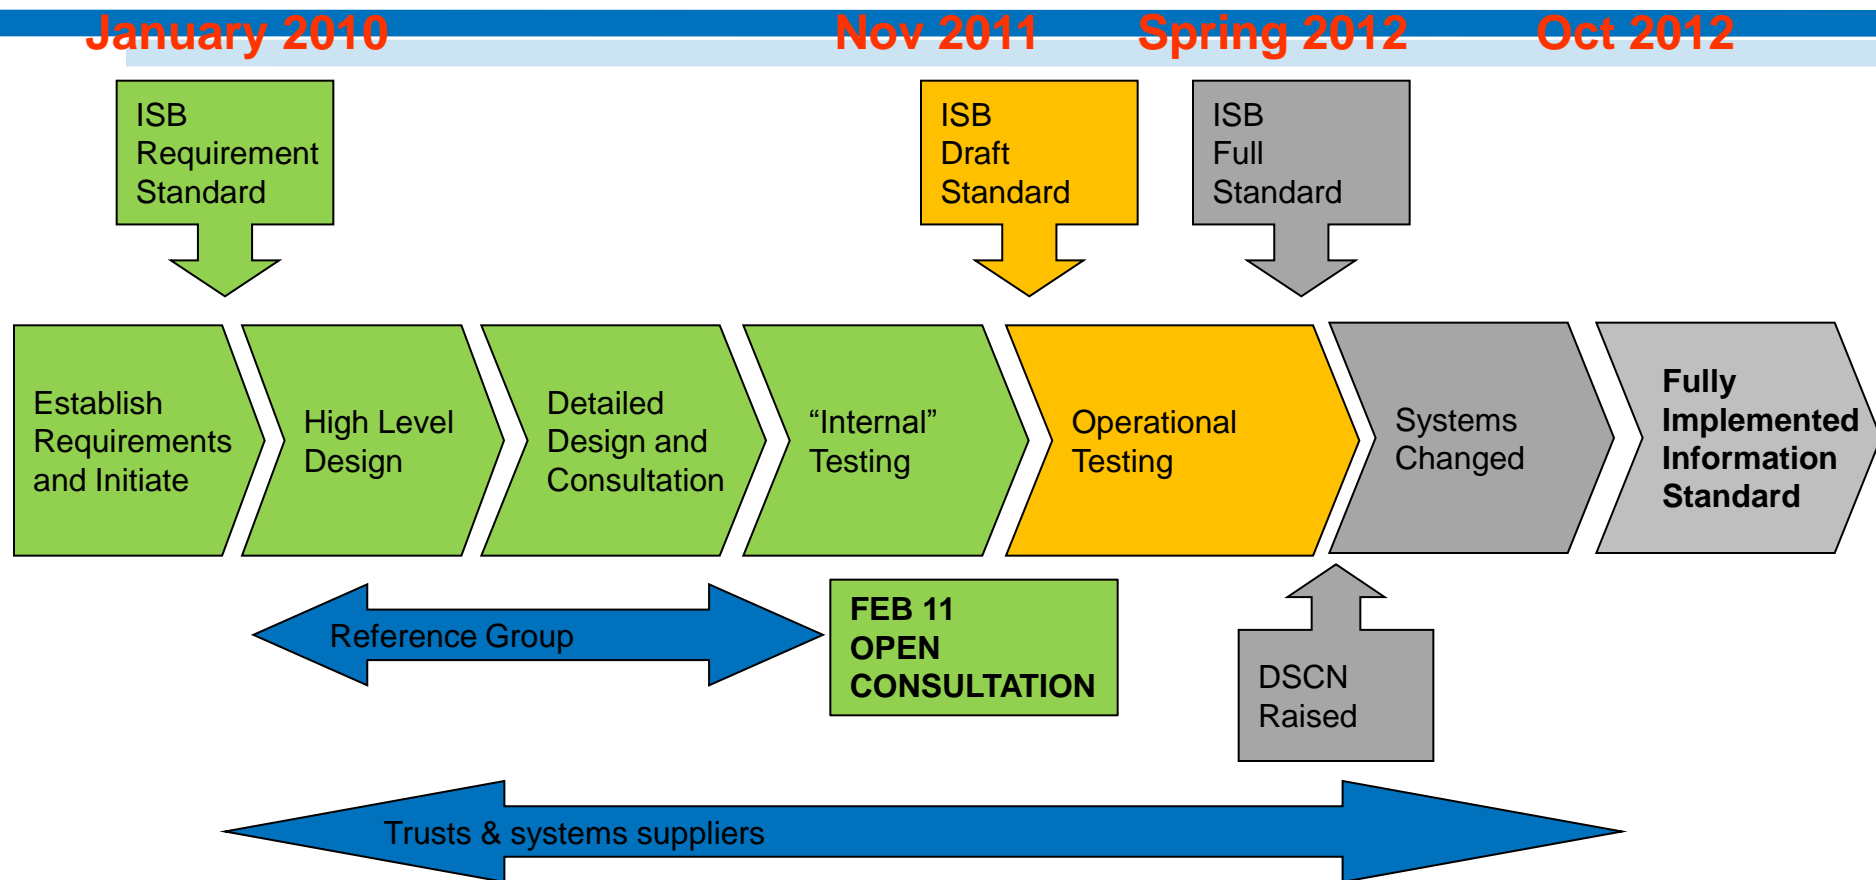 January 2010
Nov 2011
Spring 2012
Oct 2012
ISB
Requirement
Standard
ISB
Draft
Standard
ISB
Full
Standard
Establish
Requirements
and Initiate
High Level
Design
Detailed
Design and
Consultation
“Internal”
Testing
Operational
Testing
Systems
Changed
Fully
Implemented
Information
Standard
Reference Group
FEB 11
OPEN
CONSULTATION
DSCN
Raised
Trusts & systems suppliers